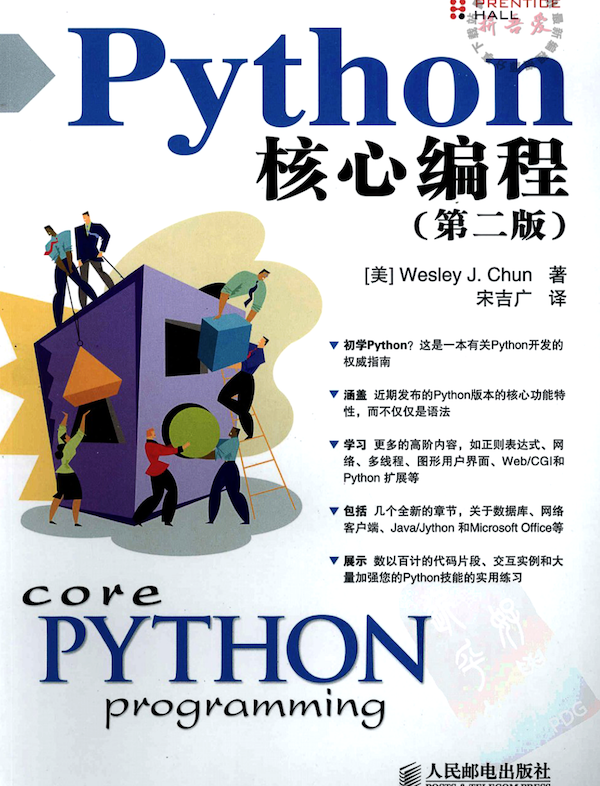 PRENTICE
HALL
Python
核心编程
(第二版)
[美] Wesley J. Chun 著
宋吉广 译
初学Python？这是一本有关Python开发的
权威指南
涵盖 近期发布的Python版本的核心功能特
性，而不仅仅是语法
学习 更多的高阶内容，如正则表达式、网
络、多线程、图形用户界面、Web/CGI和
Python 扩展等
包括 几个全新的章节，关于数据库、网络
客户端、Java/Jython 和Microsoft Office等
展示 数以百计的代码片段、交互实例和大
量加强您的Python技能的实用练习
core
PYTHON
programming
人民邮电出版社
POSTS & TELECOM PRESS